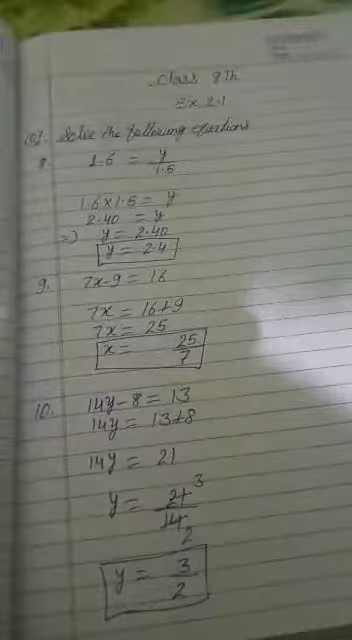 Class 8th
Ex 2.1
Q1. Solve the following equations
8. 1.6 = y/1.5
1.6 x 1.5 = y
2.40 = y
=) y = 2.40
y = 2.4
9. 7x - 9 = 16
7x = 16 + 9
7x = 25
x = 25/7
10. 14y - 8 = 13
14y = 13 + 8
14y = 21
y = 21/14 3/2
y = 3/2